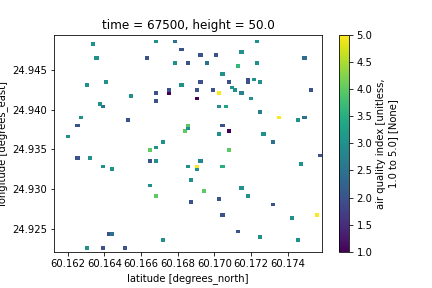 time = 67500, height = 50.0
24.945
24.940
24.935
24.930
24.925
[degrees_east]
60.162 60.164 60.166 60.168 60.170 60.172 60.174
latitude [degrees_north]
5.0
4.5
4.0
3.5
3.0
2.5
2.0
1.5
1.0
air quality index [unitless,
1.0 to 5.0] [None]